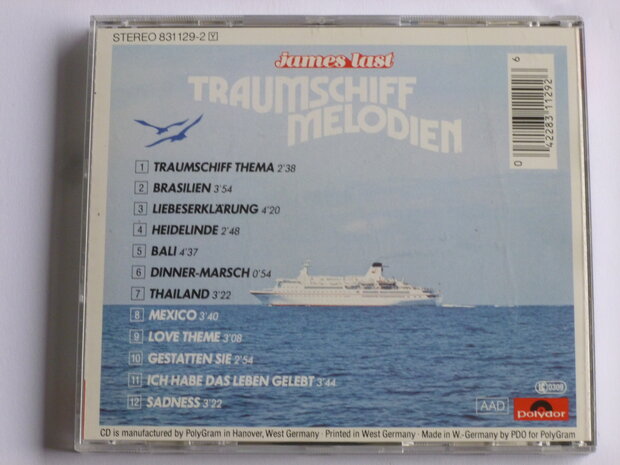 STEREO 831 129-2 Y
james last
TRAUMSCHIFF
MELODIEN
0 42283 11292 6
1 TRAUMSCHIFF THEMA 2'38
2 BRASILIEN 3'54
3 LIEBESERKLÄRUNG 4'20
4 HEIDELINDE 2'48
5 BALI 4'37
6 DINNER-MARSCH 0'54
7 THAILAND 3'22
8 MEXICO 3'40
9 LOVE THEME 3'08
10 GESTATTEN SIE 2'54
11 ICH HABE DAS LEBEN GELEBT 3'44
12 SADNESS 3'22
0309
AAD
Polydor
CD is manufactured by PolyGram in Hanover, West Germany · Printed in West Germany · Made in W.-Germany by PDO for PolyGram